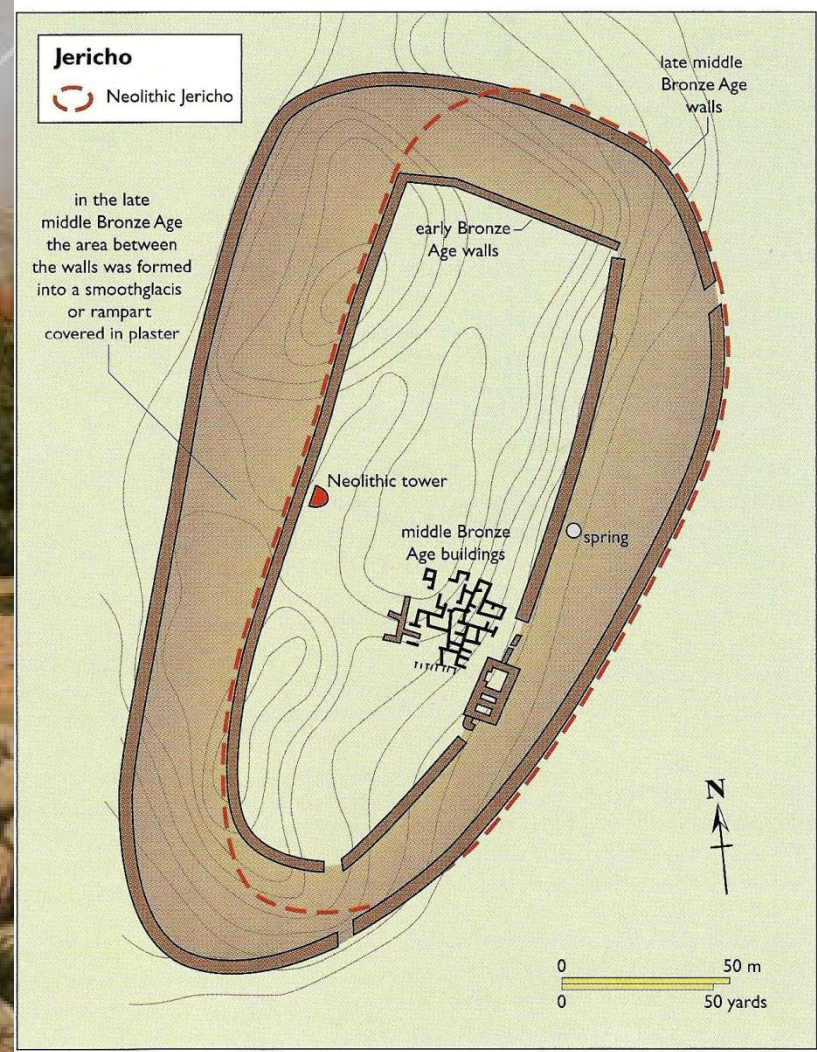 Jericho
Neolithic Jericho
late middle
Bronze Age
walls
in the late
middle Bronze Age
the area between
the walls was formed
into a smoothglacis
or rampart
covered in plaster
early Bronze
Age walls
Neolithic tower
middle Bronze
Age buildings
spring
N
0 50 m
0 50 yards